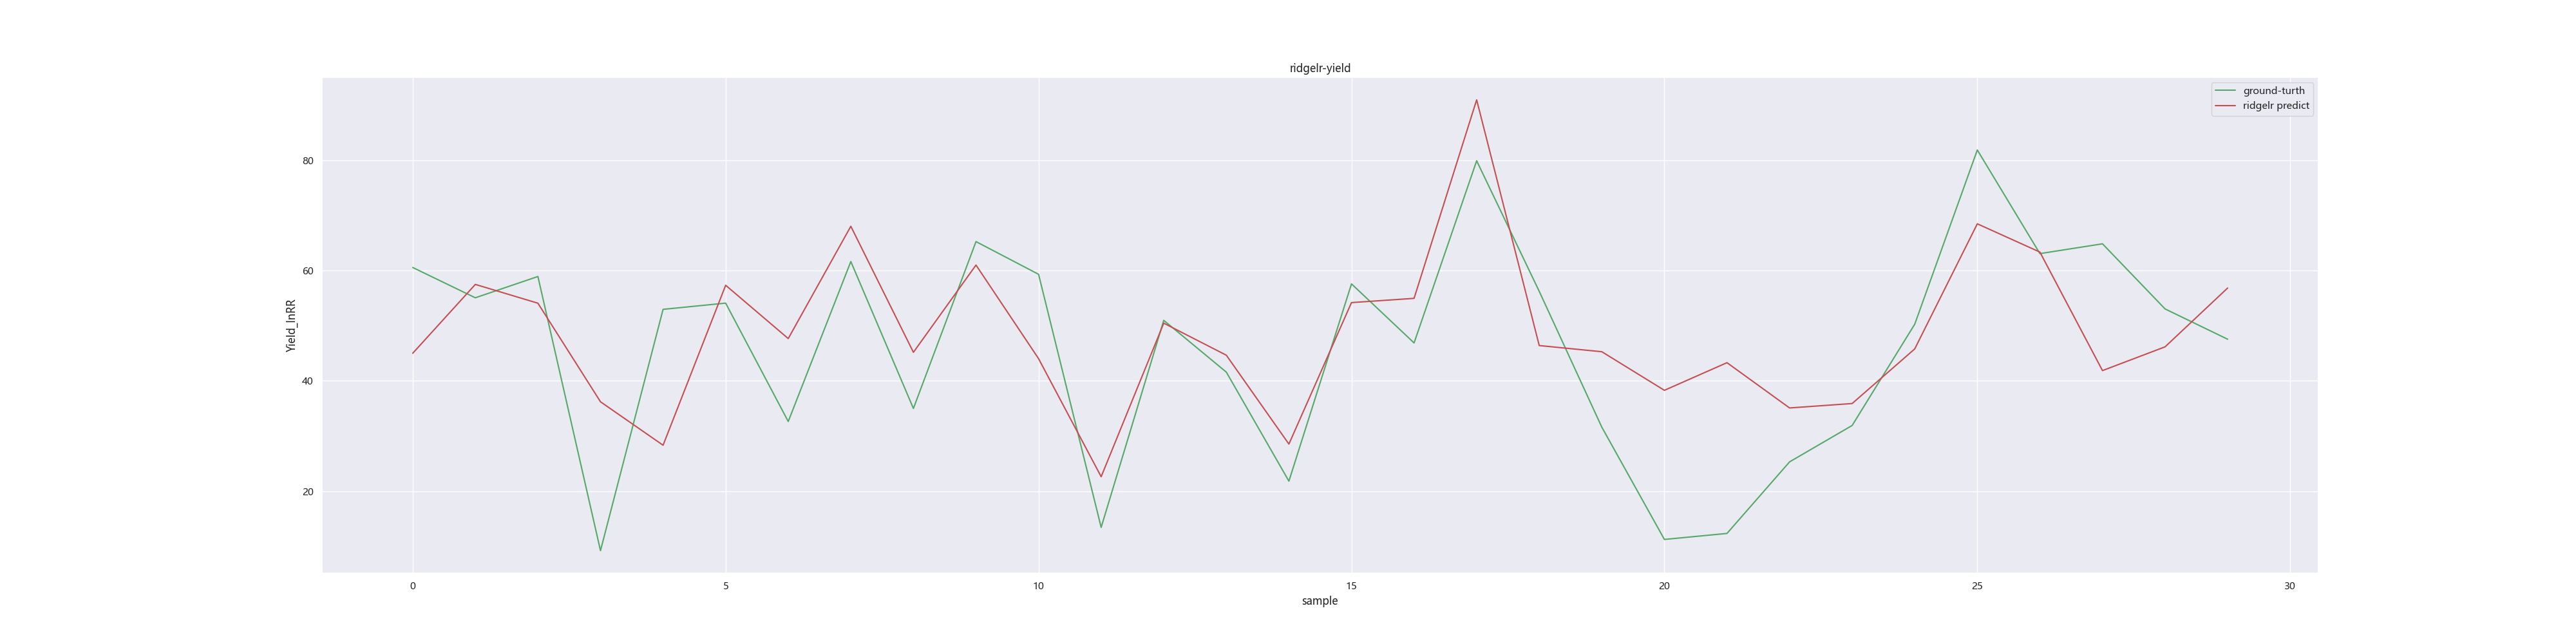 ridgelr-yield
ground-turth
ridgelr predict
80
60
40
20
Yield_lnRR
0 5 10 15 20 25 30
sample